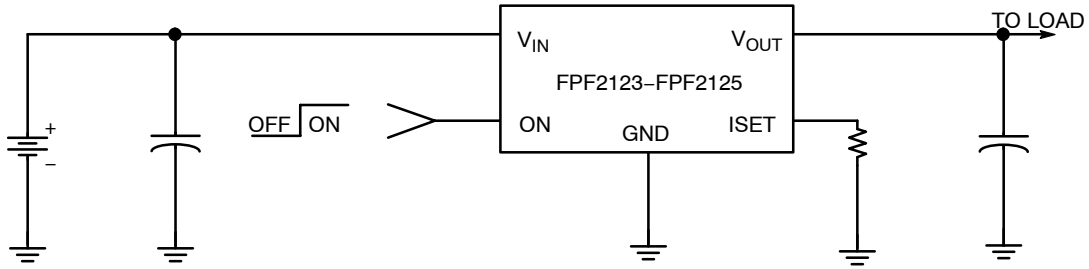 TO LOAD
V_IN V_OUT
FPF2123−FPF2125
OFF ON
ON GND ISET
+
−